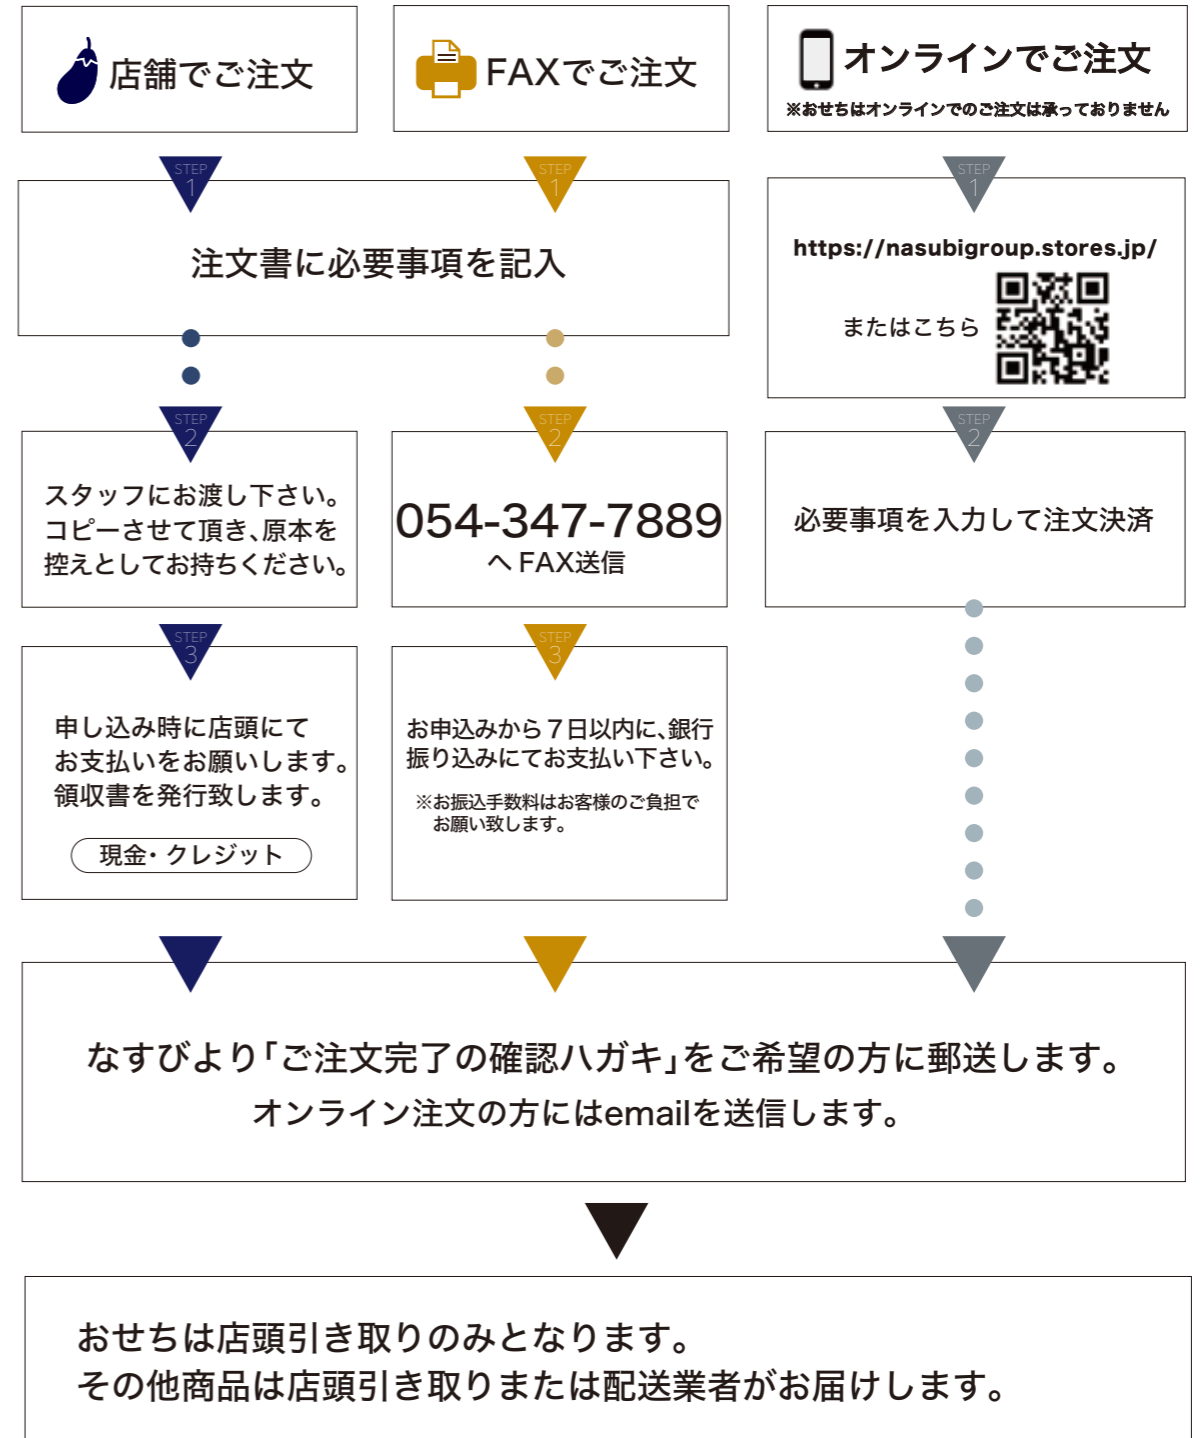 店舗でご注文
FAXでご注文
オンラインでご注文
※おせちはオンラインでのご注文は承っておりません
STEP
1
STEP
1
注文書に必要事項を記入
STEP
1
https://nasubigroup.stores.jp/
またはこちら
STEP
2
スタッフにお渡し下さい。
コピーさせて頂き、原本を
控えとしてお持ちください。
STEP
2
054-347-7889
へ FAX送信
STEP
2
必要事項を入力して注文決済
STEP
3
申し込み時に店頭にて
お支払いをお願いします。
領収書を発行致します。
現金・クレジット
STEP
3
お申込みから7日以内に、銀行
振り込みにてお支払い下さい。
※お振込手数料はお客様のご負担で
お願い致します。
なすびより「ご注文完了の確認ハガキ」をご希望の方に郵送します。
オンライン注文の方にはemailを送信します。
おせちは店頭引き取りのみとなります。
その他商品は店頭引き取りまたは配送業者がお届けします。